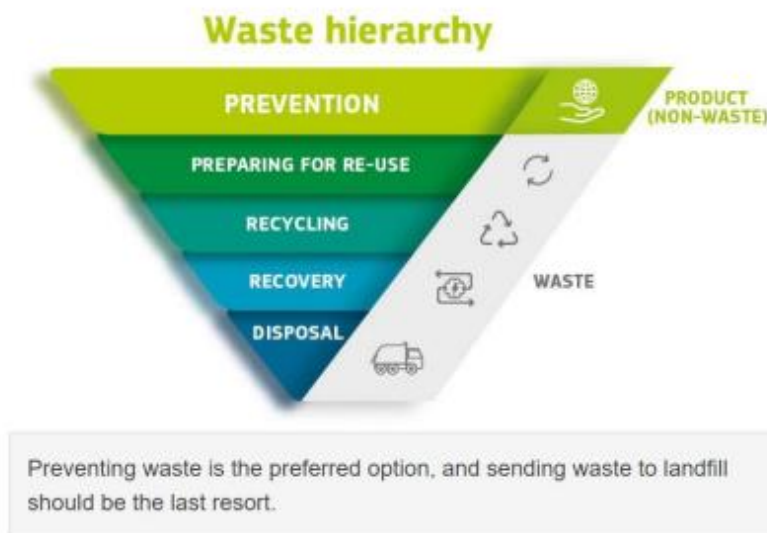 Waste hierarchy
PREVENTION
PRODUCT
(NON-WASTE)
PREPARING FOR RE-USE
RECYCLING
RECOVERY
WASTE
DISPOSAL
Preventing waste is the preferred option, and sending waste to landfill
should be the last resort.